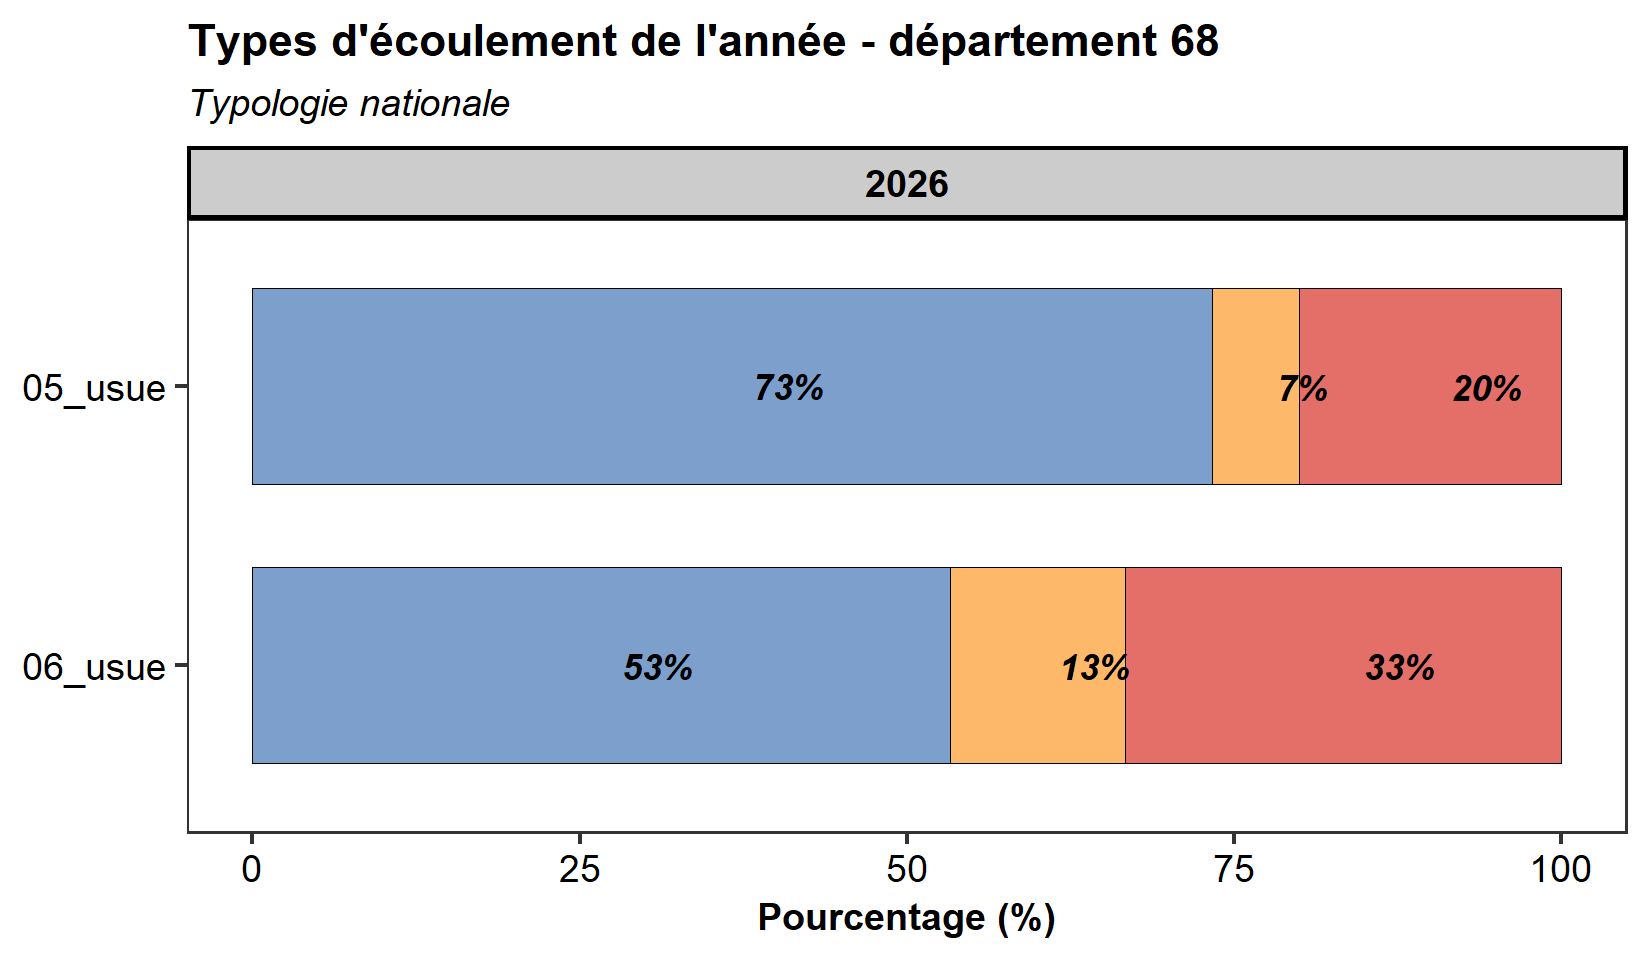 Types d'écoulement de l'année - département 68
Typologie nationale
2026
05_usue
73%
7%
20%
06_usue
53%
13%
33%
0 25 50 75 100
Pourcentage (%)